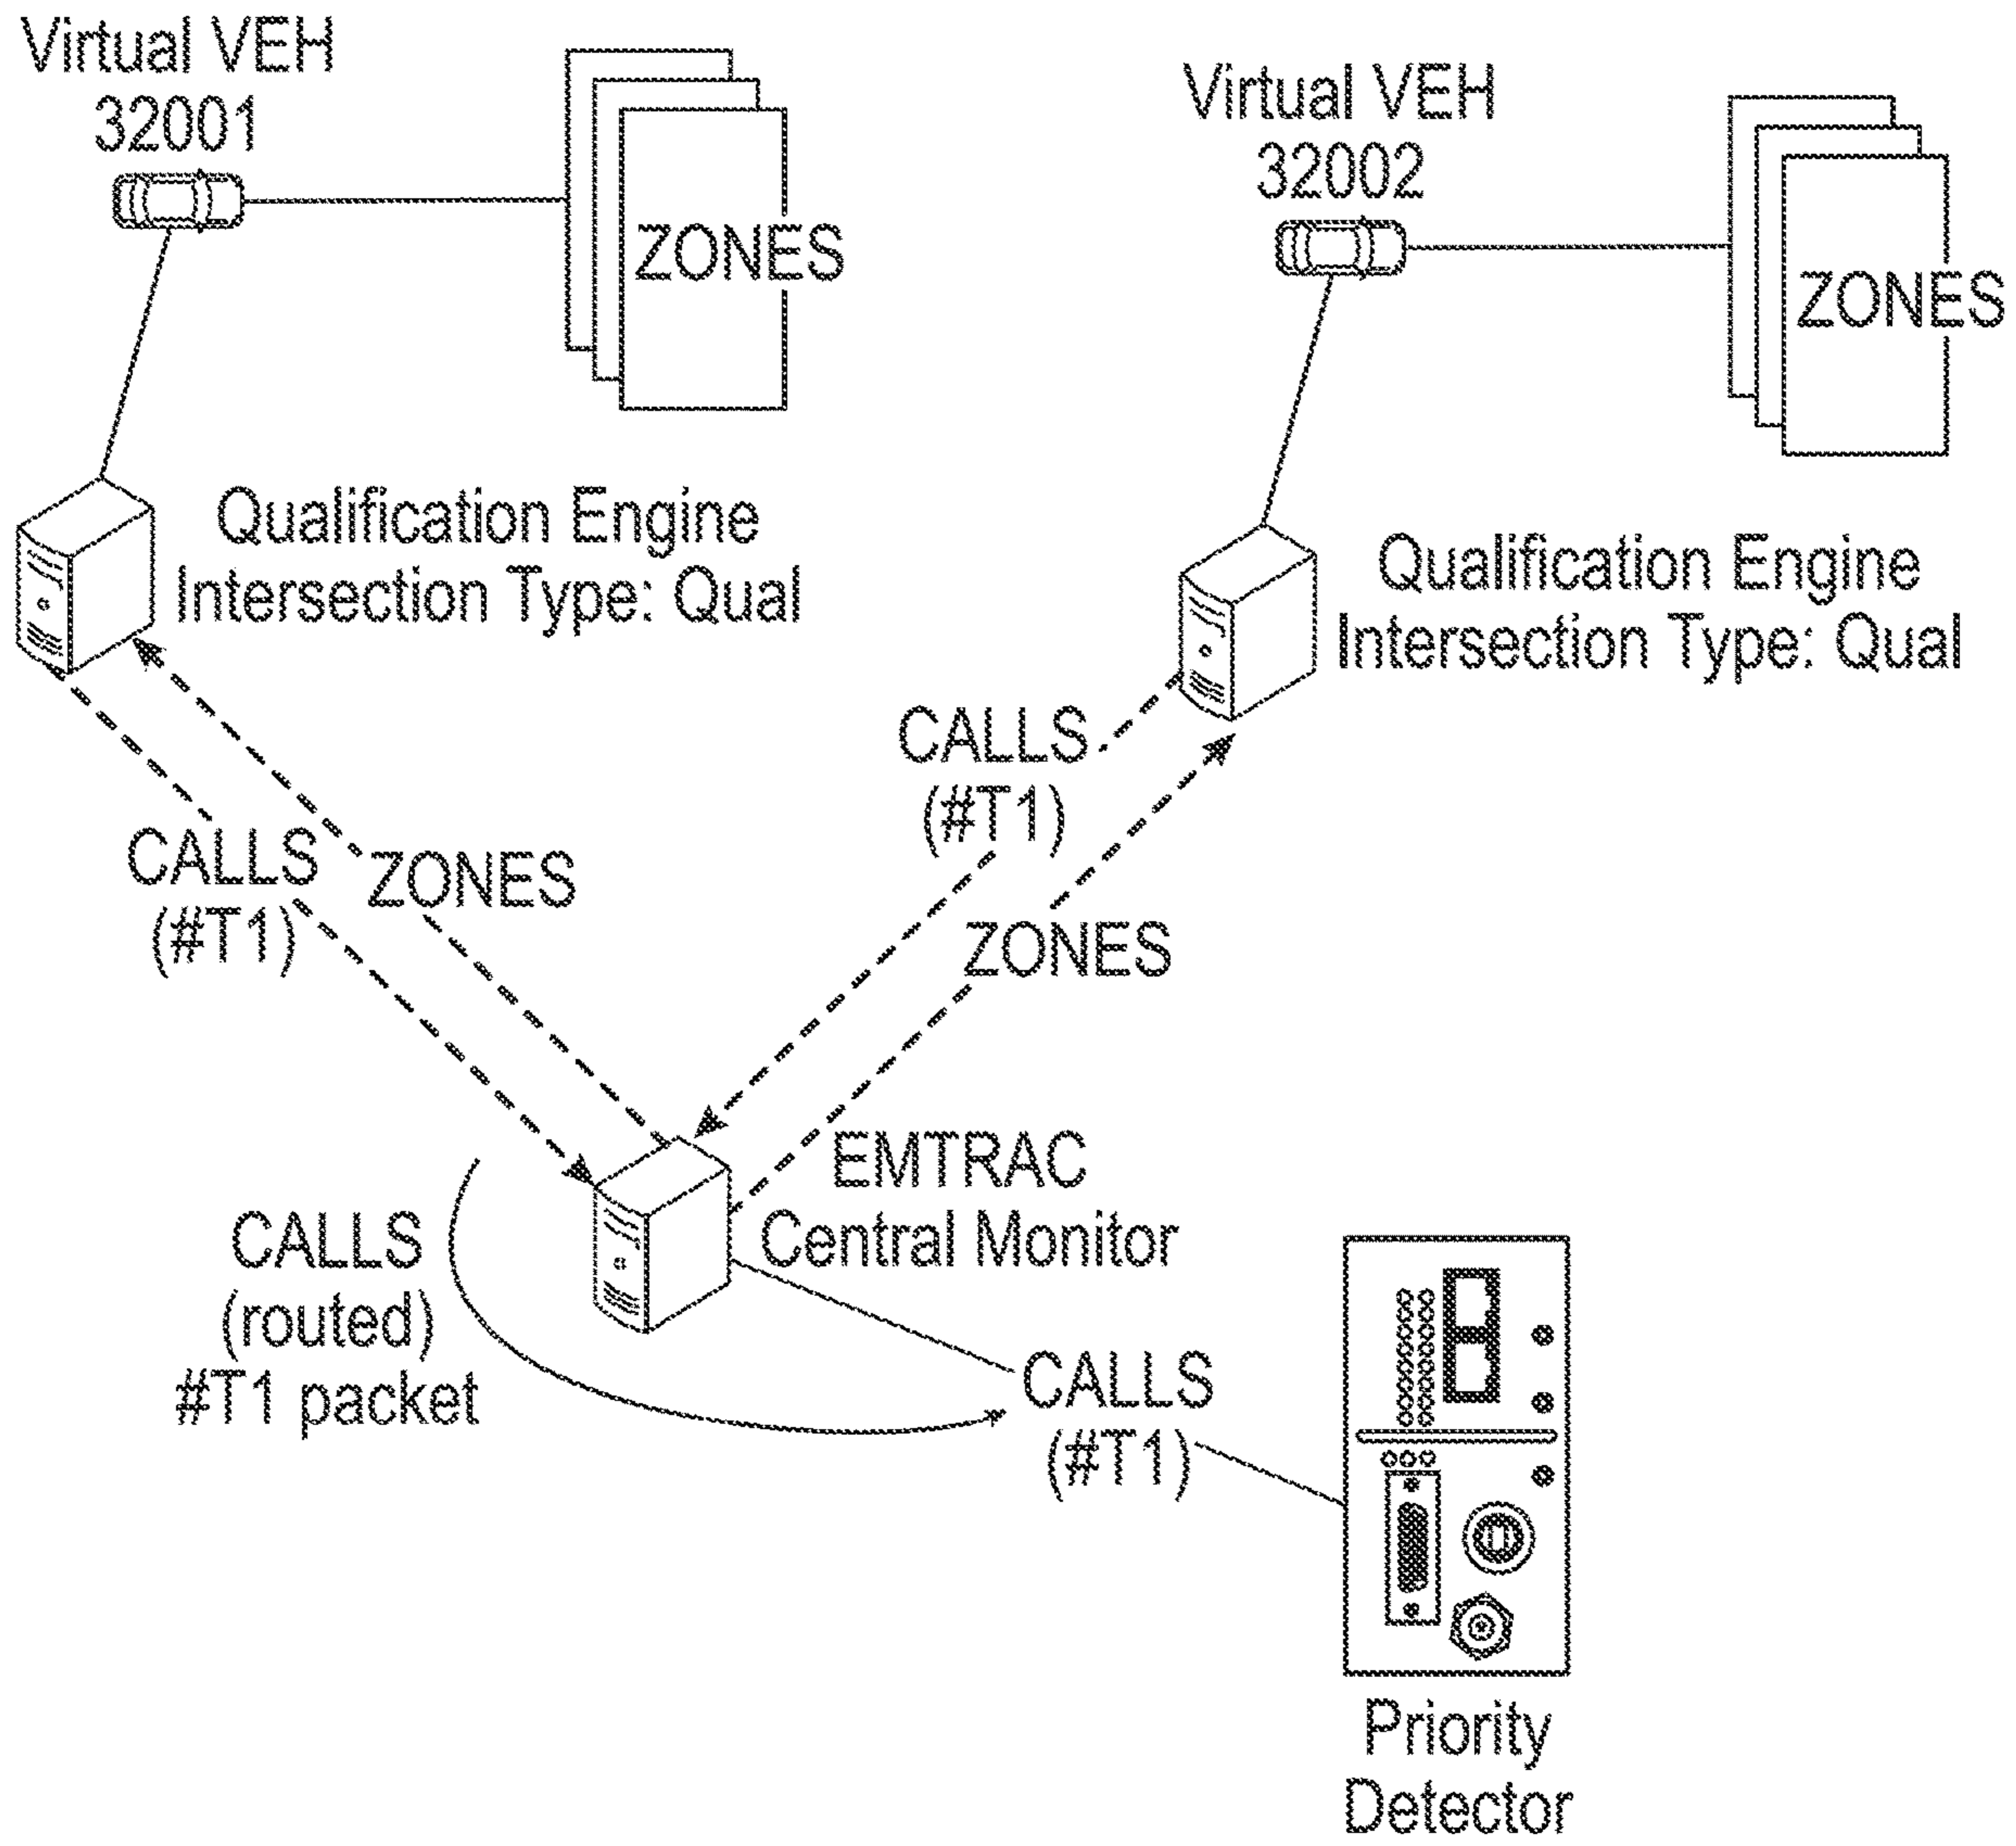 Virtual VEH
32001
ZONES
Virtual VEH
32002
ZONES
Qualification Engine
Intersection Type: Qual
Qualification Engine
Intersection Type: Qual
CALLS
(#T1)
ZONES
CALLS
(#T1)
ZONES
EMTRAC
Central Monitor
CALLS
(routed)
#T1 packet
CALLS
(#T1)
Priority
Detector